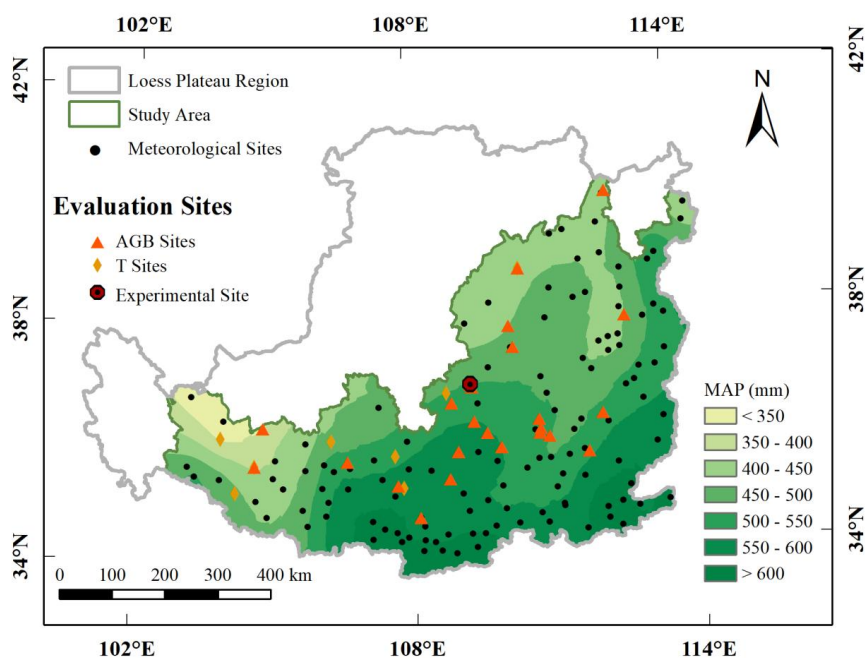 102°E 108°E 114°E
42°N 42°N
Loess Plateau Region
Study Area
Meteorological Sites
N
Evaluation Sites
AGB Sites
T Sites
Experimental Site
38°N 38°N
MAP (mm)
< 350
350 - 400
400 - 450
450 - 500
500 - 550
550 - 600
> 600
34°N 34°N
0 100 200 300 400 km
102°E 108°E 114°E